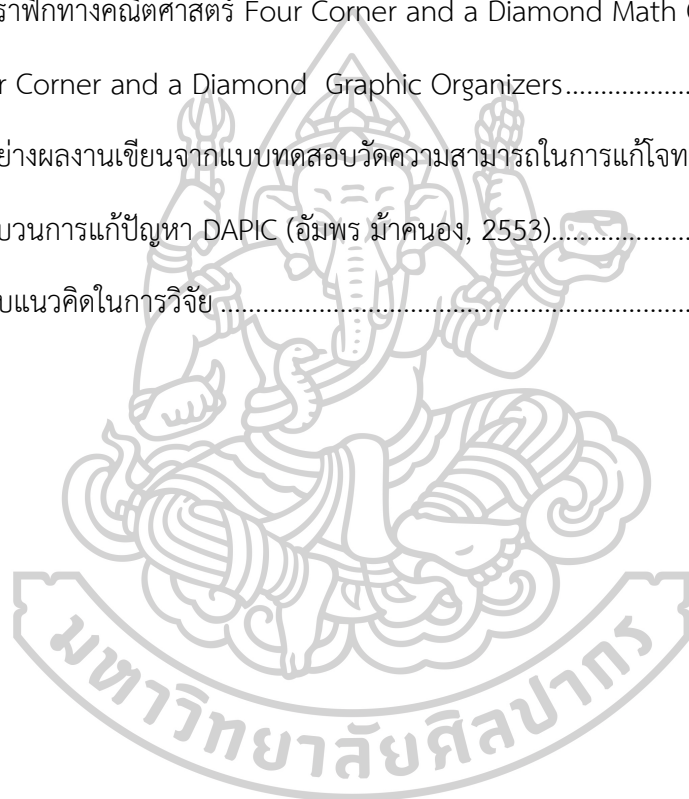 ราฟิกทางคณิตศาสตร์ Four Corner and a Diamond Math
r Corner and a Diamond Graphic Organizers....................
ย่างผลงานเขียนจากแบบทดสอบวัดความสามารถในการแก้โจท
บวนการแก้ปัญหา DAPIC (อัมพร ม้าคนอง, 2553)......................
บแนวคิดในการวิจัย ..............................................................
มหาวิทยาลัยศิลปากร